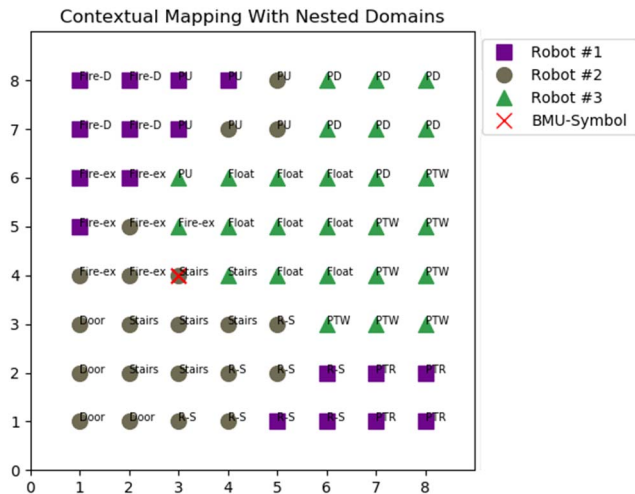 Contextual Mapping With Nested Domains
Robot #1
Robot #2
Robot #3
BMU-Symbol
8 Fire-D Fire-D PU PU PU PD PD PD
7 Fire-D Fire-D PU PU PU PD PD PD
6 Fire-ex Fire-ex PU Float Float Float PD PTW
5 Fire-ex Fire-ex Fire-ex Float Float Float PTW PTW
4 Fire-ex Fire-ex Stairs Stairs Float Float PTW PTW
3 Door Stairs Stairs Stairs R-S PTW PTW PTW
2 Door Stairs Stairs R-S R-S R-S PTR PTR
1 Door Door R-S R-S R-S R-S PTR PTR
0
0 1 2 3 4 5 6 7 8